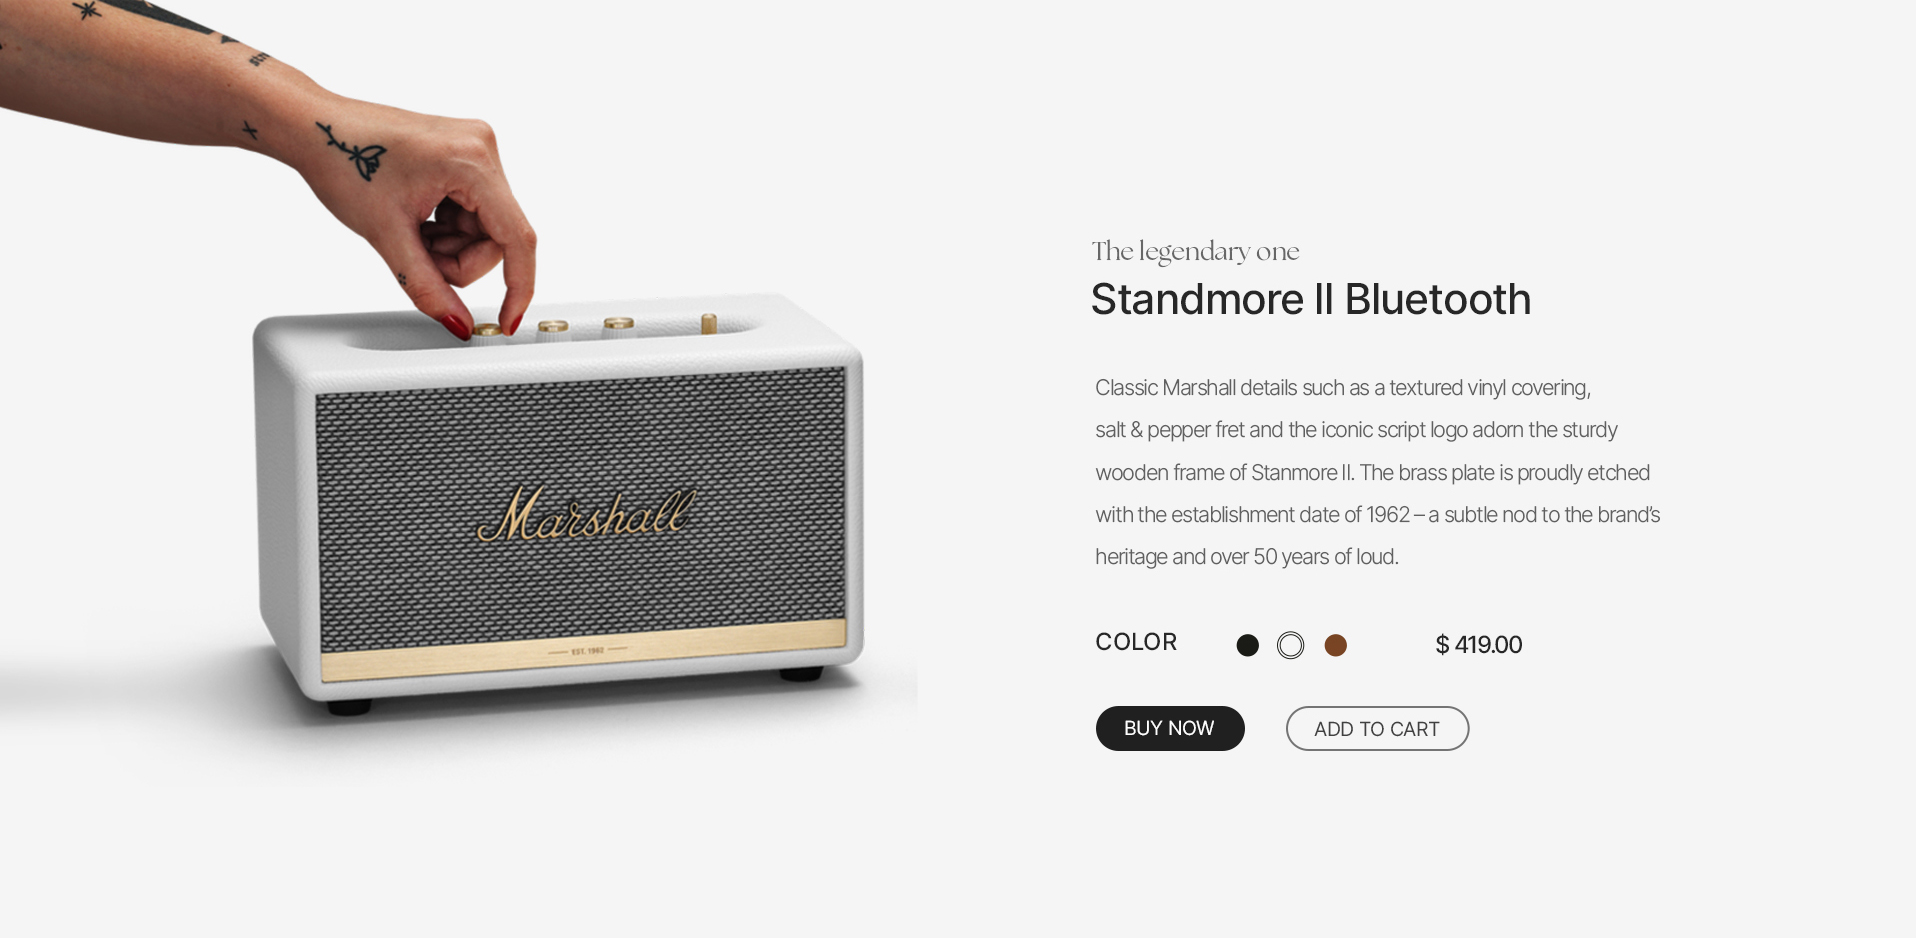 The legendary one
Standmore II Bluetooth
Classic Marshall details such as a textured vinyl covering,
salt & pepper fret and the iconic script logo adorn the sturdy
wooden frame of Stanmore II. The brass plate is proudly etched
with the establishment date of 1962 – a subtle nod to the brand’s
heritage and over 50 years of loud.
COLOR
$ 419.00
BUY NOW
ADD TO CART
Marshall
EST. 1962